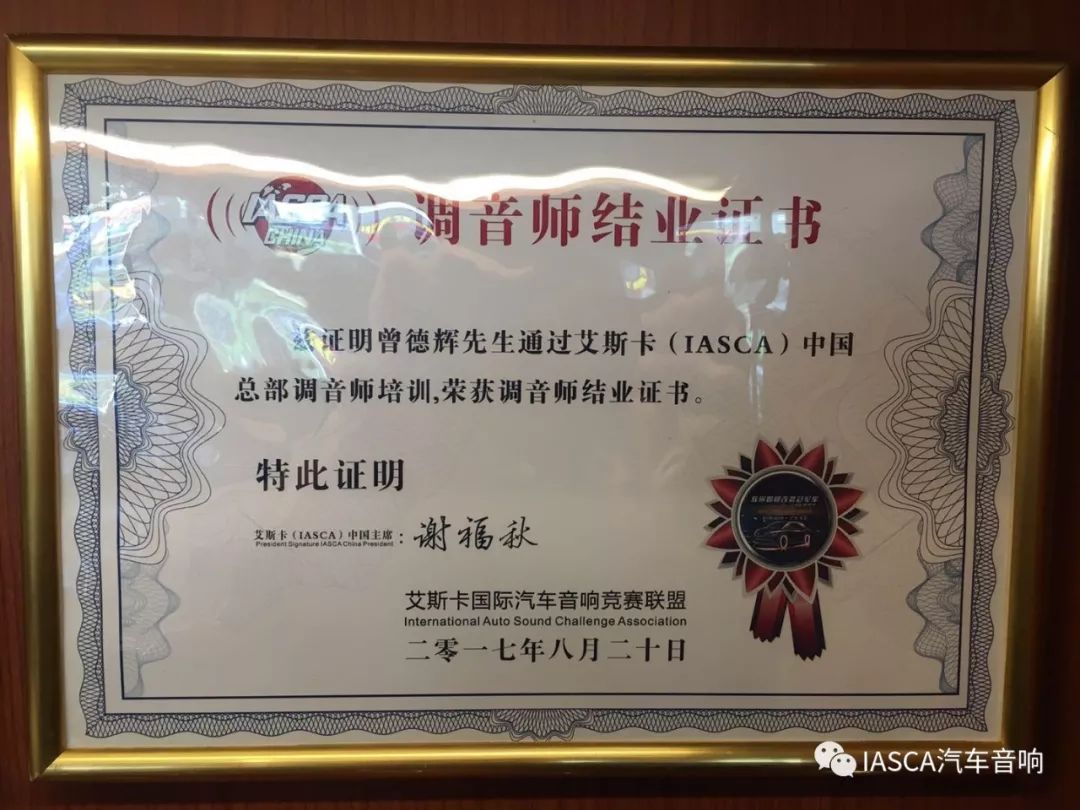 IASCA
CHINA
调音师结业证书
兹证明曾德辉先生通过艾斯卡（IASCA）中国
总部调音师培训,荣获调音师结业证书。
特此证明
艾斯卡（IASCA）中国主席：谢福秋
President Signature IASCA China President
艾斯卡国际汽车音响竞赛联盟
International Auto Sound Challenge Association
二零一七年八月二十日
IASCA汽车音响